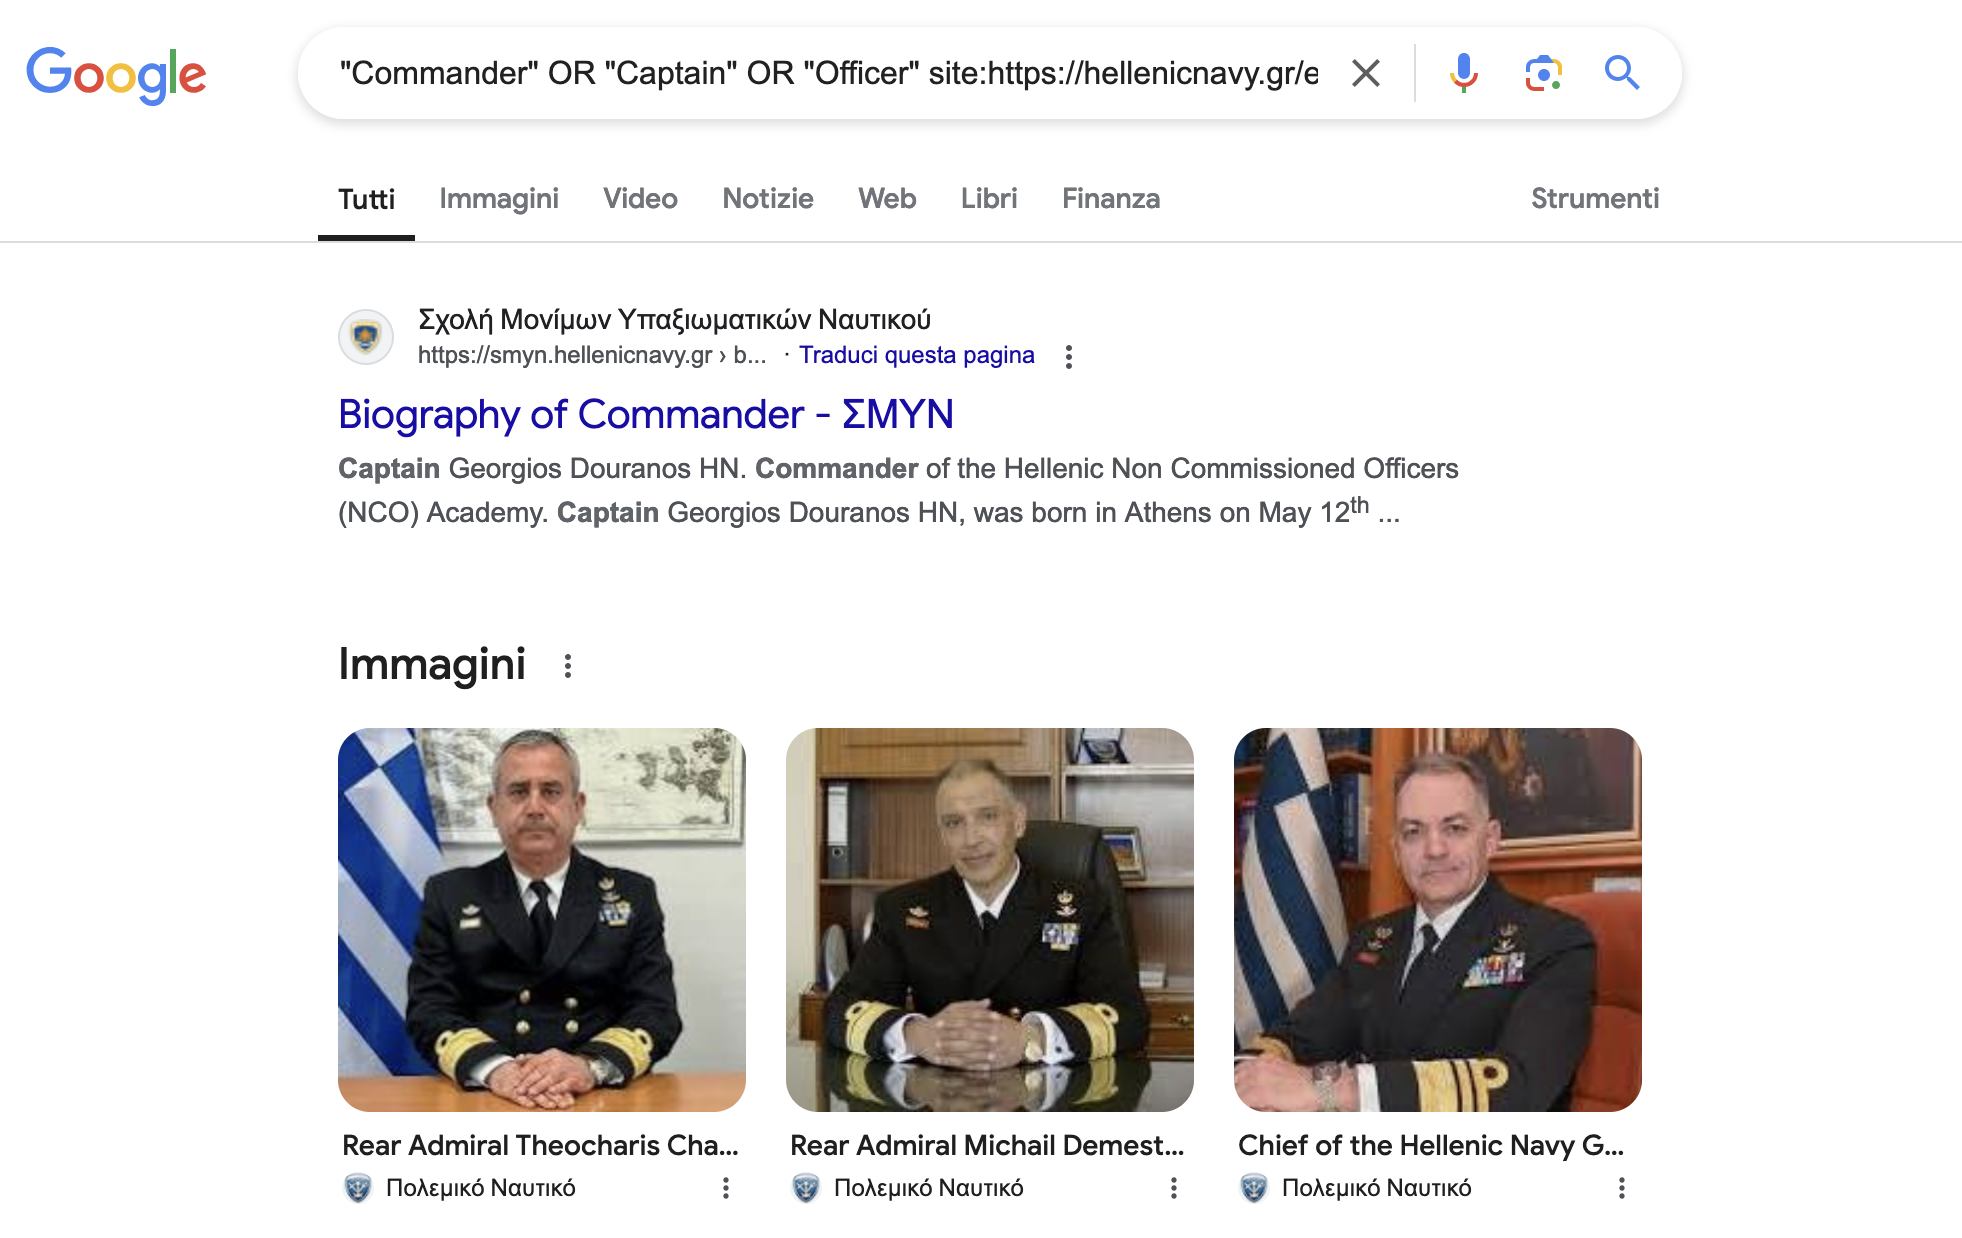 Google
"Commander" OR "Captain" OR "Officer" site:https://hellenicnavy.gr/e
Tutti Immagini Video Notizie Web Libri Finanza Strumenti
Σχολή Μονίμων Υπαξιωματικών Ναυτικού
https://smyn.hellenicnavy.gr › b... · Traduci questa pagina
Biography of Commander - ΣΜΥΝ
Captain Georgios Douranos HN. Commander of the Hellenic Non Commissioned Officers
(NCO) Academy. Captain Georgios Douranos HN, was born in Athens on May 12th ...
Immagini
Rear Admiral Theocharis Cha...
Πολεμικό Ναυτικό
Rear Admiral Michail Demest...
Πολεμικό Ναυτικό
Chief of the Hellenic Navy G...
Πολεμικό Ναυτικό